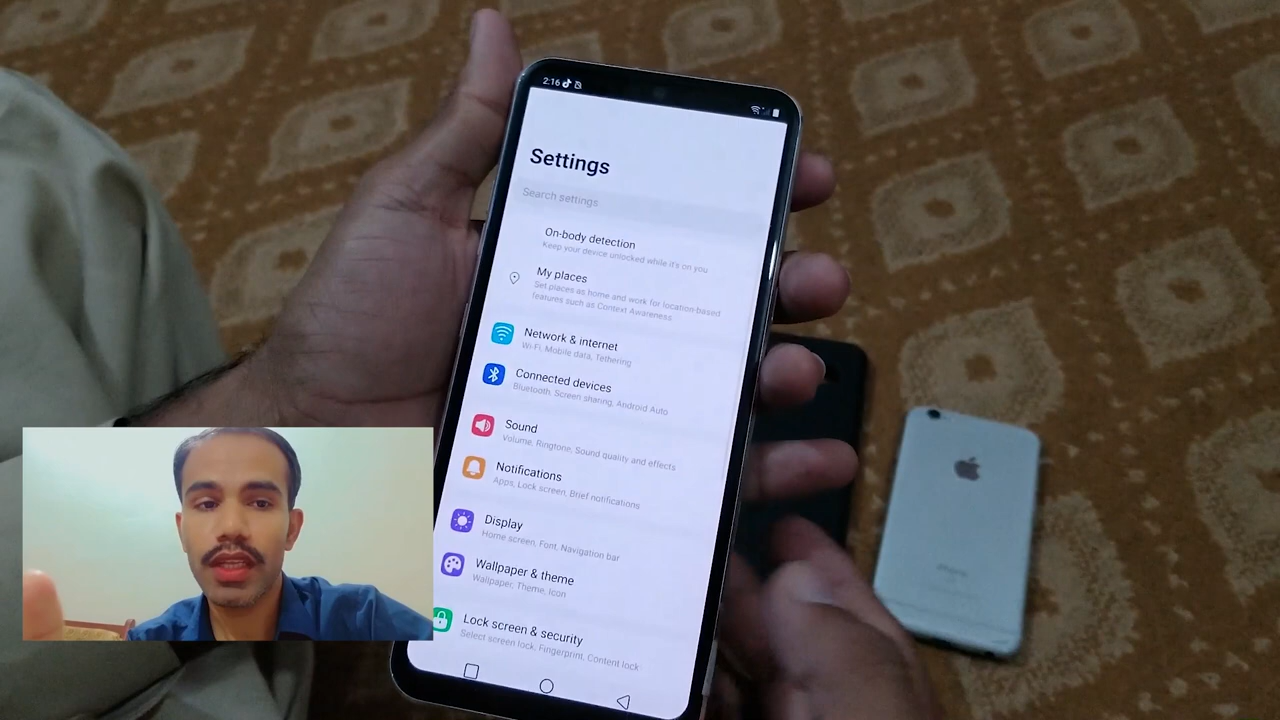 2:16
Settings
Search settings
On-body detection
Keep your device unlocked while it's on you
My places
Set places as home and work for location-based
features such as Context Awareness
Network & internet
Wi-Fi, Mobile data, Tethering
Connected devices
Bluetooth, Screen sharing, Android Auto
Sound
Volume, Ringtone, Sound quality and effects
Notifications
Apps, Lock screen, Brief notifications
Display
Home screen, Font, Navigation bar
Wallpaper & theme
Wallpaper, Theme, Icon
Lock screen & security
Select screen lock, Fingerprint, Content lock